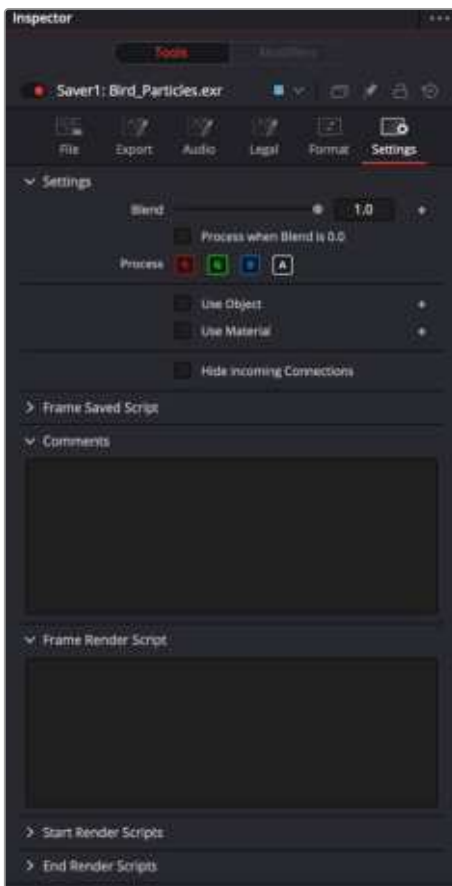 Inspector
Tools Modifiers
Saver1: Bird_Particles.exr
File Export Audio Legal Format Settings
Settings
Blend 1.0
Process when Blend is 0.0
Process R G B A
Use Object
Use Material
Hide Incoming Connections
Frame Saved Script
Comments
Frame Render Script
Start Render Scripts
End Render Scripts